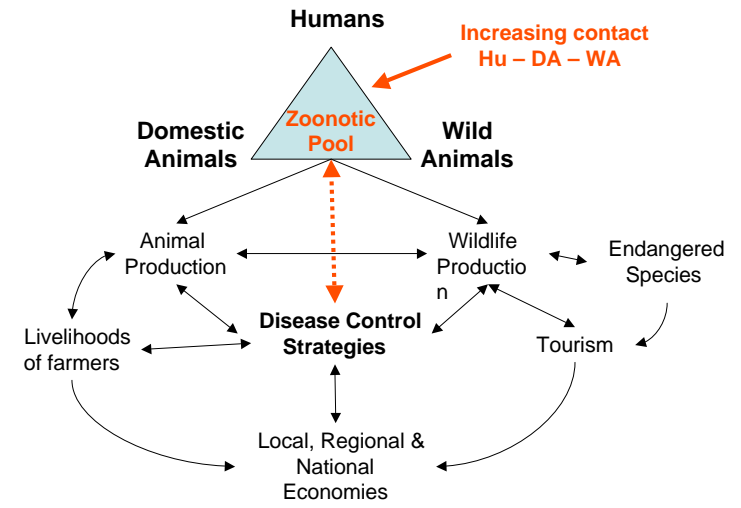 Humans
Increasing contact
Hu – DA – WA
Domestic
Animals
Zoonotic
Pool
Wild
Animals
Animal
Production
Wildlife
Productio
n
Endangered
Species
Disease Control
Strategies
Livelihoods
of farmers
Tourism
Local, Regional &
National
Economies